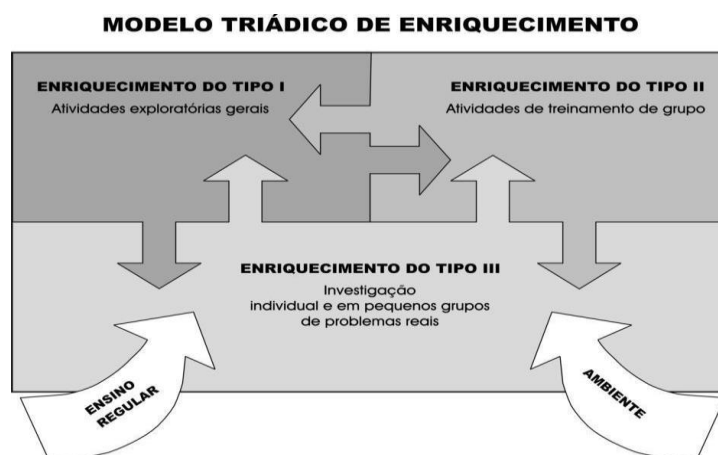 MODELO TRIÁDICO DE ENRIQUECIMENTO
ENRIQUECIMENTO DO TIPO I
Atividades exploratórias gerais
ENRIQUECIMENTO DO TIPO II
Atividades de treinamento de grupo
ENRIQUECIMENTO DO TIPO III
Investigação
individual e em pequenos grupos
de problemas reais
ENSINO
REGULAR
AMBIENTE